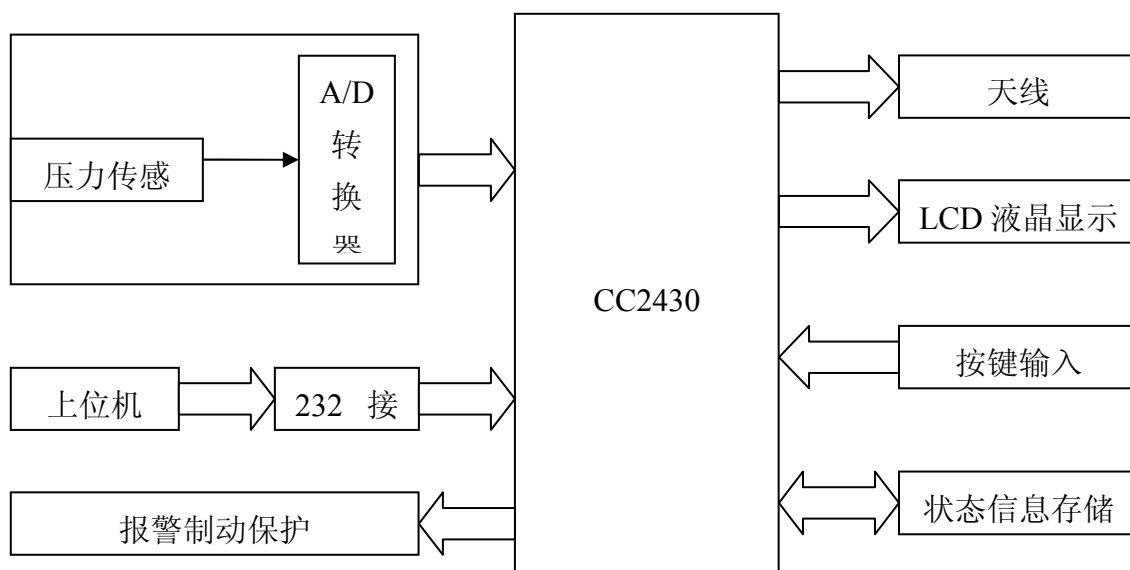 A/D
转
换
器
压力传感
上位机
232 接
报警制动保护
CC2430
天线
LCD 液晶显示
按键输入
状态信息存储